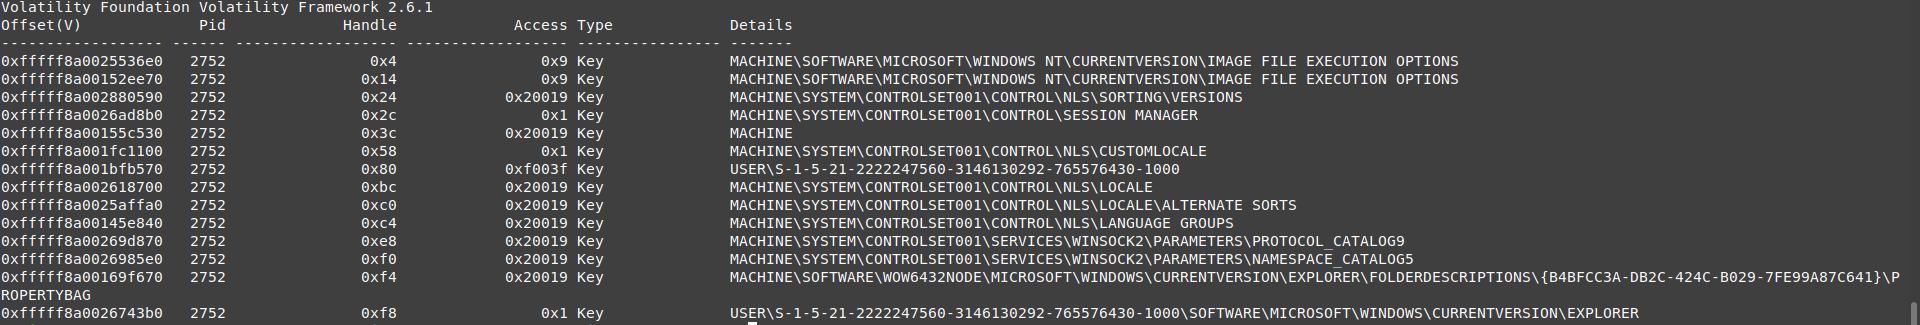 Volatility Foundation Volatility Framework 2.6.1
Offset(V)             Pid             Handle             Access Type             Details
------------------ ------ ------------------ ------------------ ---------------- -------
0xfffff8a0025536e0   2752                0x4                0x9 Key              MACHINE\SOFTWARE\MICROSOFT\WINDOWS NT\CURRENTVERSION\IMAGE FILE EXECUTION OPTIONS
0xfffff8a00152ee70   2752               0x14                0x9 Key              MACHINE\SOFTWARE\MICROSOFT\WINDOWS NT\CURRENTVERSION\IMAGE FILE EXECUTION OPTIONS
0xfffff8a002880590   2752               0x24            0x20019 Key              MACHINE\SYSTEM\CONTROLSET001\CONTROL\NLS\SORTING\VERSIONS
0xfffff8a0026ad8b0   2752               0x2c                0x1 Key              MACHINE\SYSTEM\CONTROLSET001\CONTROL\SESSION MANAGER
0xfffff8a00155c530   2752               0x3c            0x20019 Key              MACHINE
0xfffff8a001fc1100   2752               0x58                0x1 Key              MACHINE\SYSTEM\CONTROLSET001\CONTROL\NLS\CUSTOMLOCALE
0xfffff8a001bfb570   2752               0x80            0xf003f Key              USER\S-1-5-21-2222247560-3146130292-765576430-1000
0xfffff8a002618700   2752               0xbc            0x20019 Key              MACHINE\SYSTEM\CONTROLSET001\CONTROL\NLS\LOCALE
0xfffff8a0025affa0   2752               0xc0            0x20019 Key              MACHINE\SYSTEM\CONTROLSET001\CONTROL\NLS\LOCALE\ALTERNATE SORTS
0xfffff8a00145e840   2752               0xc4            0x20019 Key              MACHINE\SYSTEM\CONTROLSET001\CONTROL\NLS\LANGUAGE GROUPS
0xfffff8a00269d870   2752               0xe8            0x20019 Key              MACHINE\SYSTEM\CONTROLSET001\SERVICES\WINSOCK2\PARAMETERS\PROTOCOL_CATALOG9
0xfffff8a0026985e0   2752               0xf0            0x20019 Key              MACHINE\SYSTEM\CONTROLSET001\SERVICES\WINSOCK2\PARAMETERS\NAMESPACE_CATALOG5
0xfffff8a00169f670   2752               0xf4            0x20019 Key              MACHINE\SOFTWARE\WOW6432NODE\MICROSOFT\WINDOWS\CURRENTVERSION\EXPLORER\FOLDERDESCRIPTIONS\{B4BFCC3A-DB2C-424C-B029-7FE99A87C641}\P
ROPERTYBAG
0xfffff8a0026743b0   2752               0xf8                0x1 Key              USER\S-1-5-21-2222247560-3146130292-765576430-1000\SOFTWARE\MICROSOFT\WINDOWS\CURRENTVERSION\EXPLORER